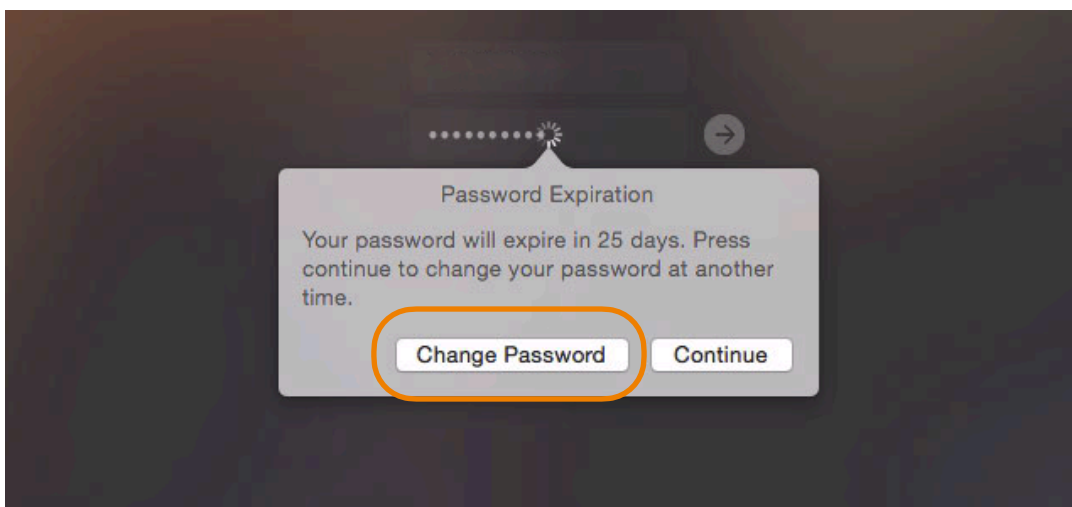 Password Expiration
Your password will expire in 25 days. Press
continue to change your password at another
time.
Change Password
Continue